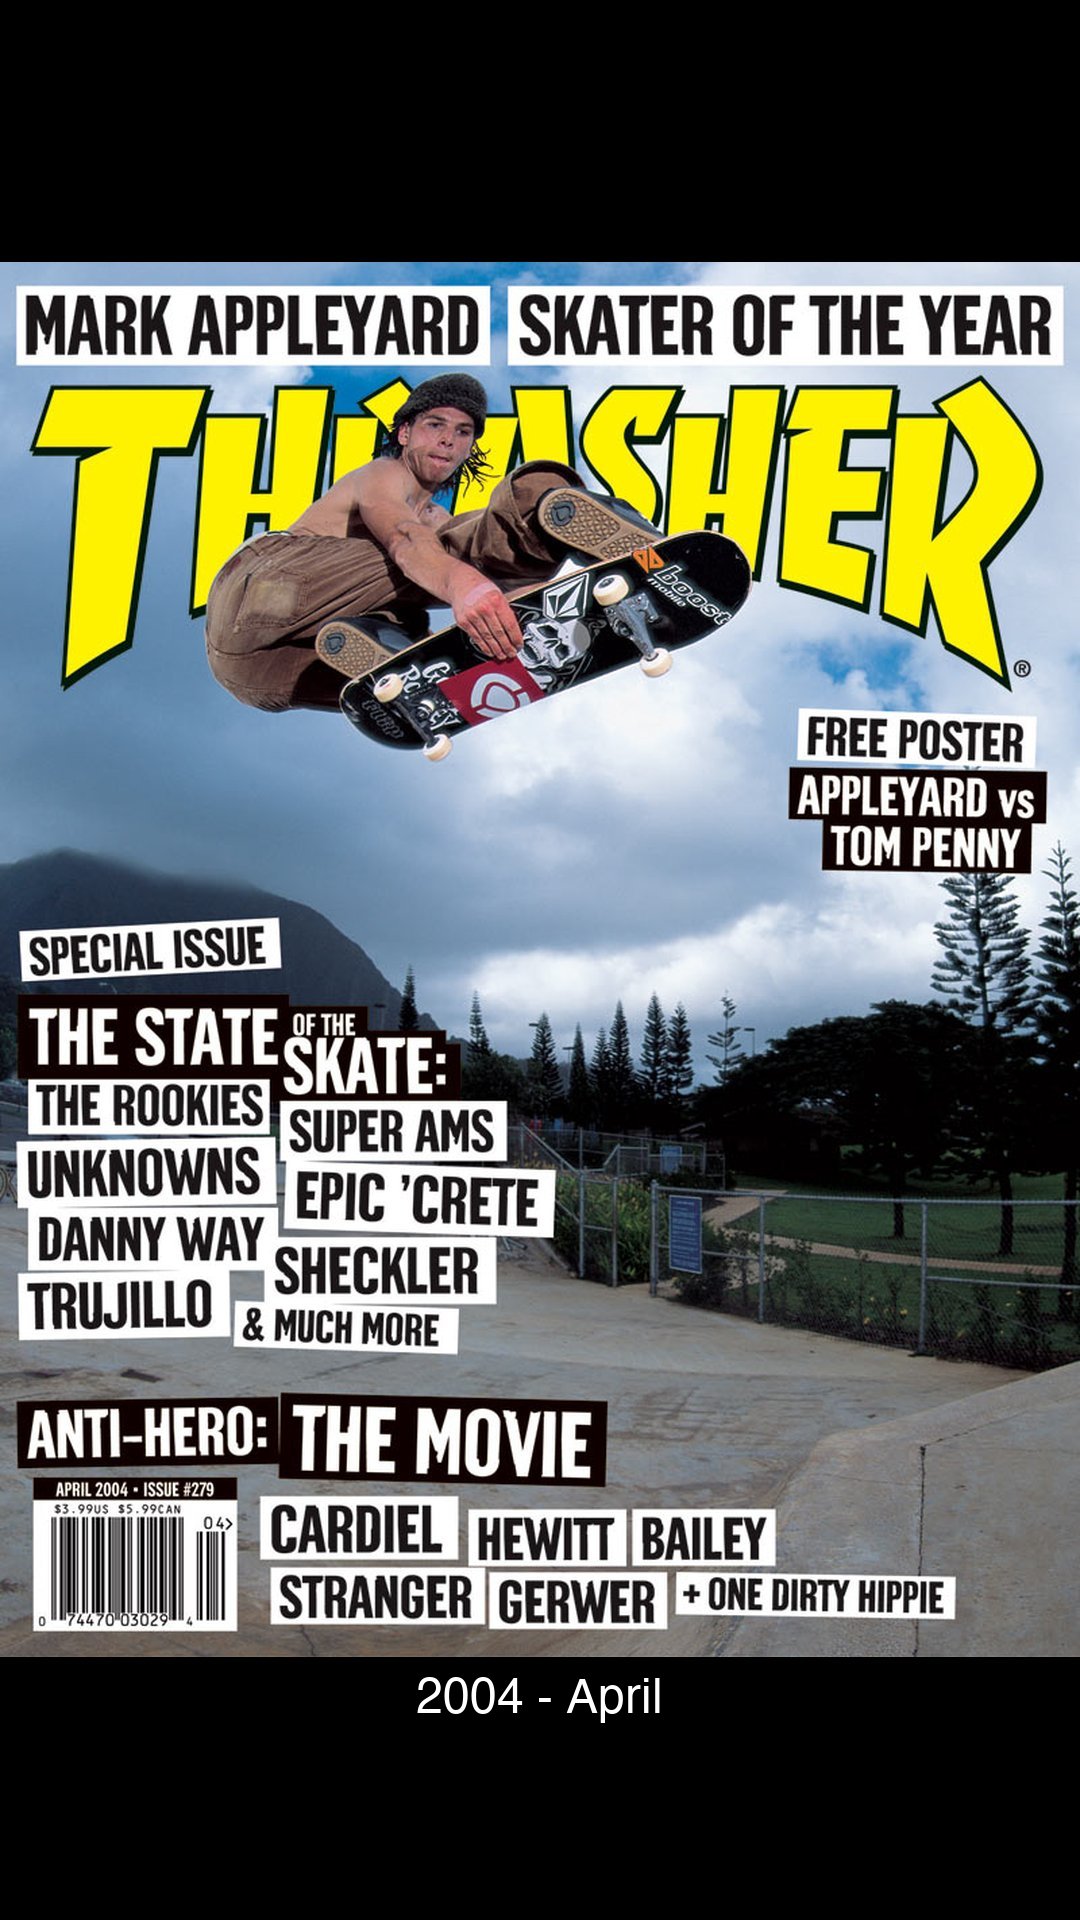 MARK APPLEYARD SKATER OF THE YEAR
THRASHER
®
boost
mobile
FREE POSTER
APPLEYARD vs
TOM PENNY
SPECIAL ISSUE
THE STATE OF THE SKATE:
THE ROOKIES
SUPER AMS
UNKNOWNS
EPIC 'CRETE
DANNY WAY
SHECKLER
TRUJILLO
& MUCH MORE
ANTI-HERO: THE MOVIE
APRIL 2004 • ISSUE #279
$3.99US $5.99CAN
04>
0 74470 03029 4
CARDIEL HEWITT BAILEY
STRANGER GERWER + ONE DIRTY HIPPIE
2004 - April